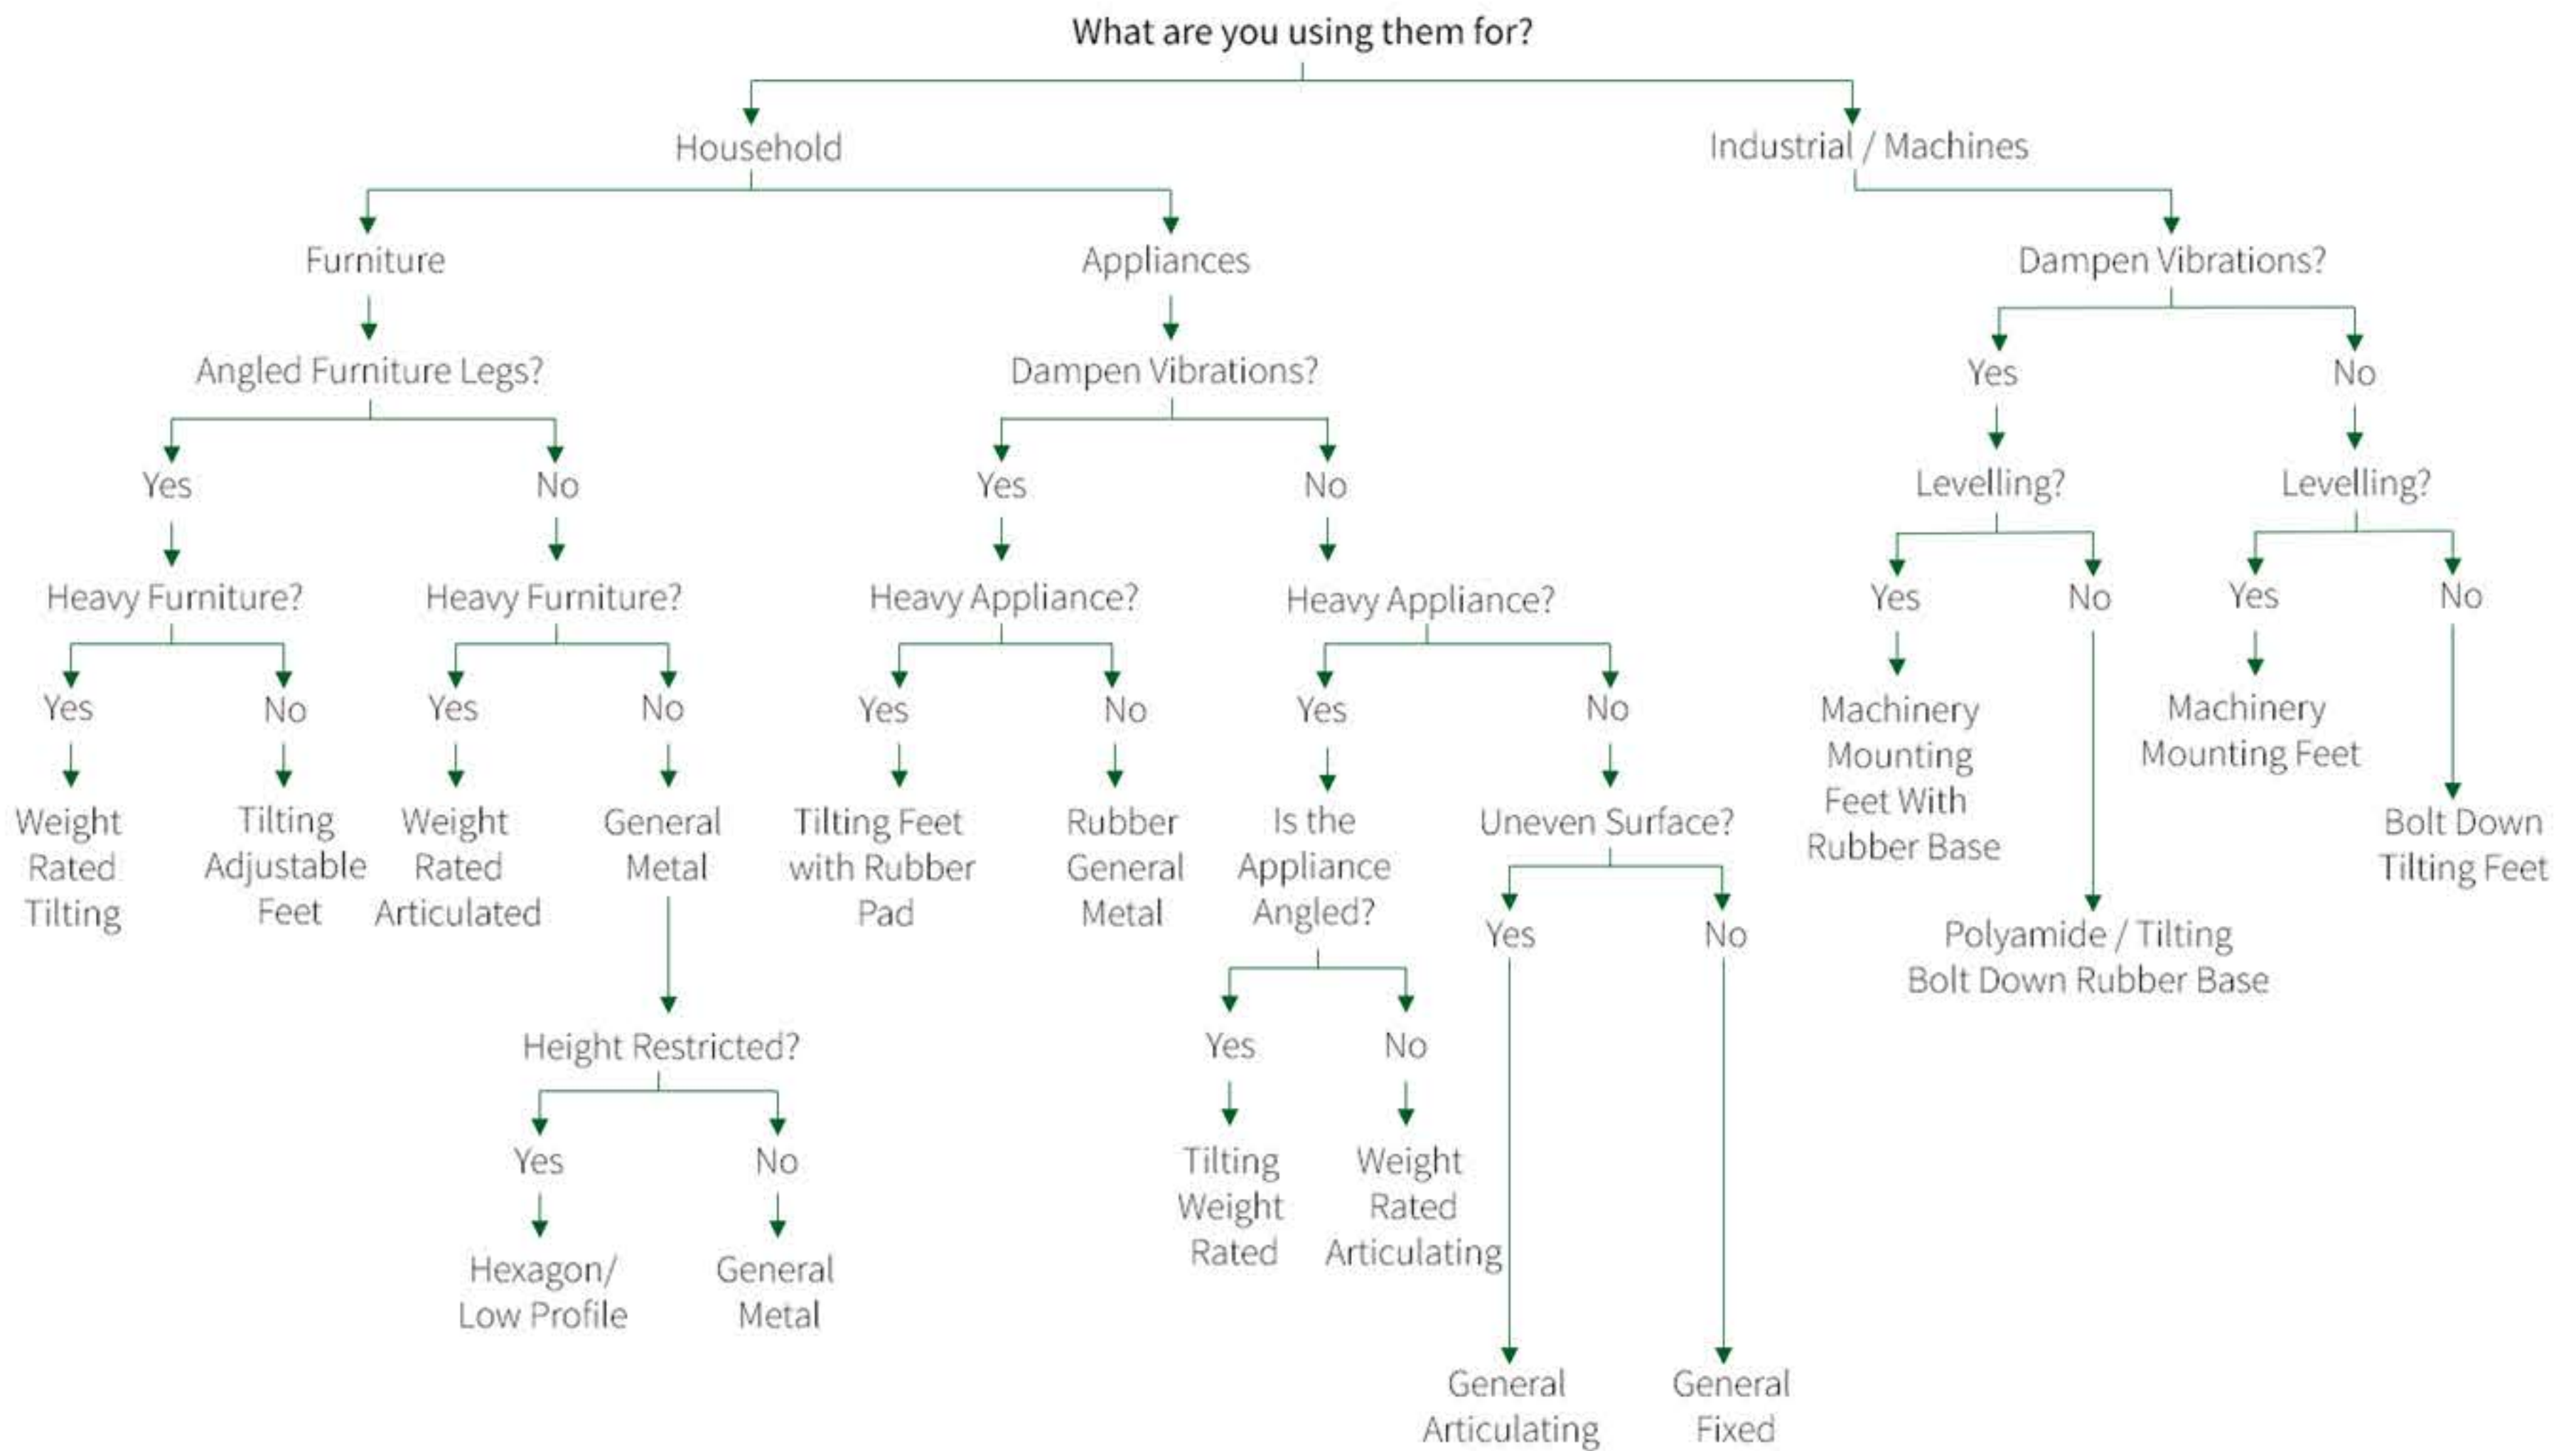 What are you using them for?
Household
Industrial / Machines
Furniture
Appliances
Dampen Vibrations?
Angled Furniture Legs?
Dampen Vibrations?
Yes
No
Yes
No
Yes
No
Levelling?
Levelling?
Heavy Furniture?
Heavy Furniture?
Heavy Appliance?
Heavy Appliance?
Yes
No
Yes
No
Yes
No
Yes
No
Yes
No
Yes
No
Machinery
Mounting
Feet With
Rubber Base
Machinery
Mounting Feet
Weight
Rated
Tilting
Tilting
Adjustable
Feet
Weight
Rated
Articulated
General
Metal
Tilting Feet
with Rubber
Pad
Rubber
General
Metal
Is the
Appliance
Angled?
Uneven Surface?
Bolt Down
Tilting Feet
Yes
No
Polyamide / Tilting
Bolt Down Rubber Base
Height Restricted?
Yes
No
Yes
No
Tilting
Weight
Rated
Weight
Rated
Articulating
Hexagon/
Low Profile
General
Metal
General
Articulating
General
Fixed